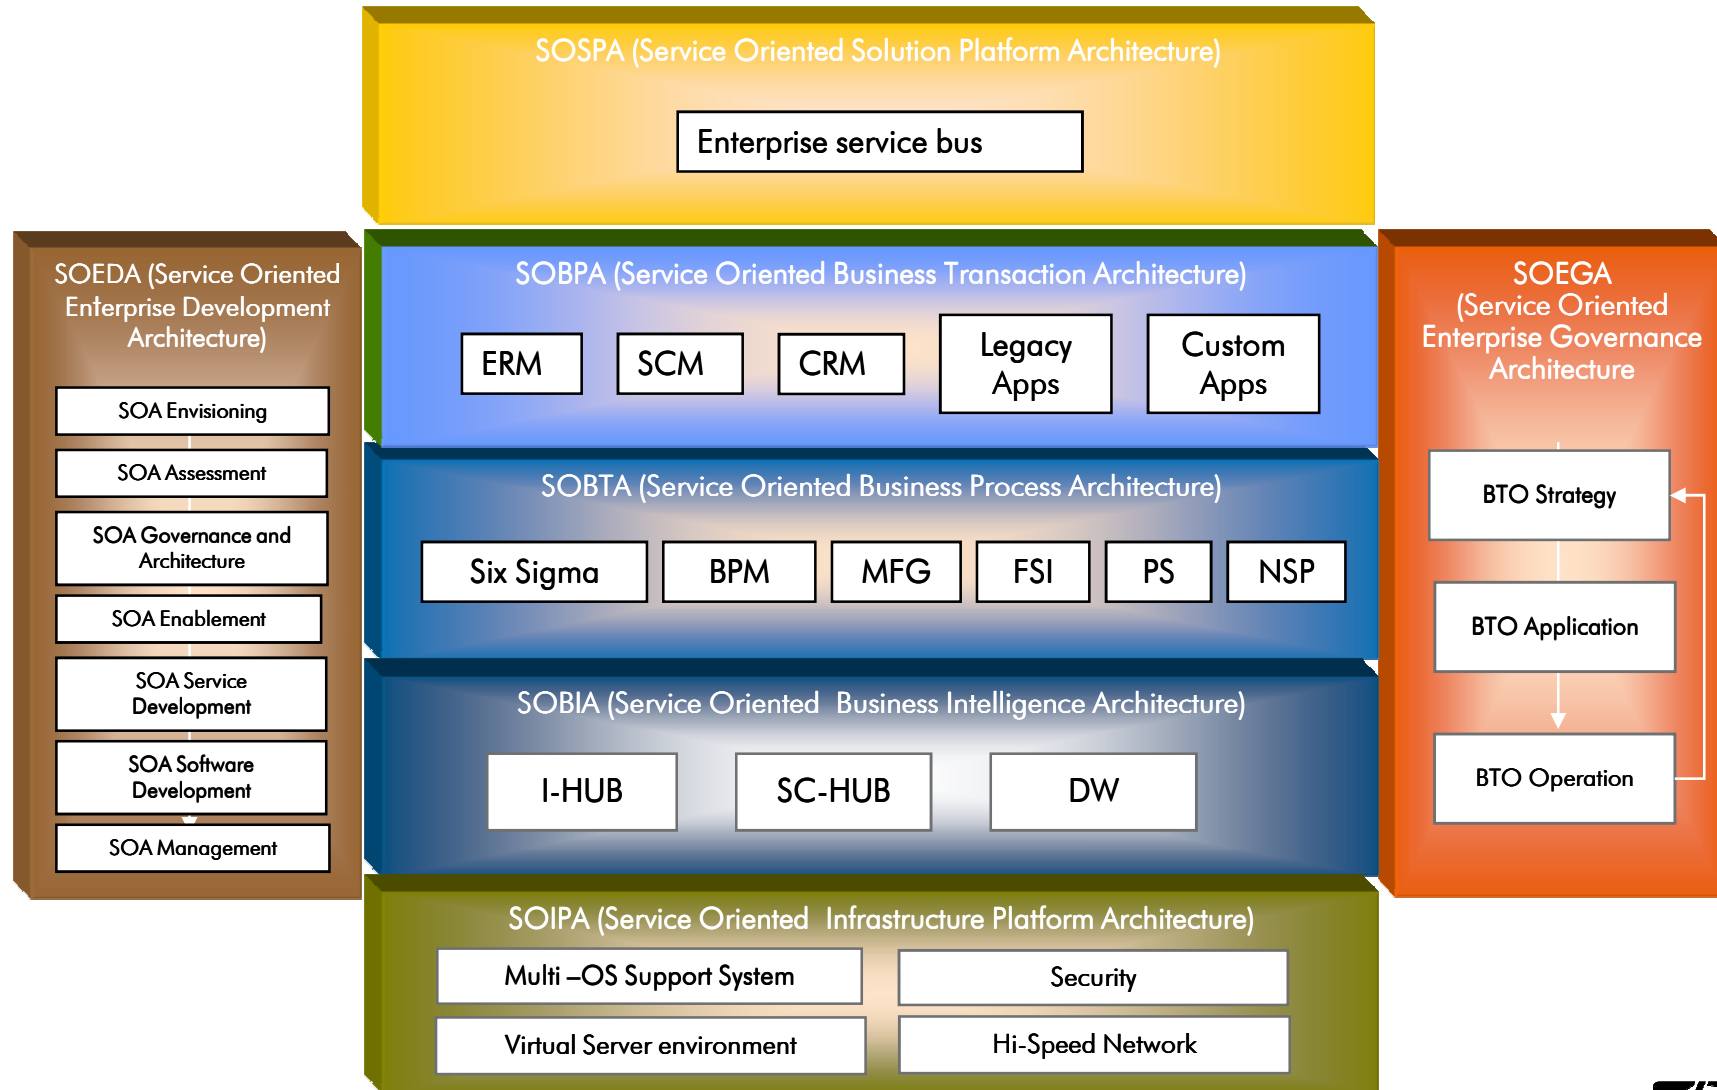 SOSPA (Service Oriented Solution Platform Architecture)
Enterprise service bus
SOEDA (Service Oriented
Enterprise Development
Architecture)
SOA Envisioning
SOA Assessment
SOA Governance and
Architecture
SOA Enablement
SOA Service
Development
SOA Software
Development
SOA Management
SOBPA (Service Oriented Business Transaction Architecture)
ERM
SCM
CRM
Legacy
Apps
Custom
Apps
SOBTA (Service Oriented Business Process Architecture)
Six Sigma
BPM
MFG
FSI
PS
NSP
SOBIA (Service Oriented  Business Intelligence Architecture)
I-HUB
SC-HUB
DW
SOIPA (Service Oriented  Infrastructure Platform Architecture)
Multi –OS Support System
Security
Virtual Server environment
Hi-Speed Network
SOEGA
(Service Oriented
Enterprise Governance
Architecture
BTO Strategy
BTO Application
BTO Operation